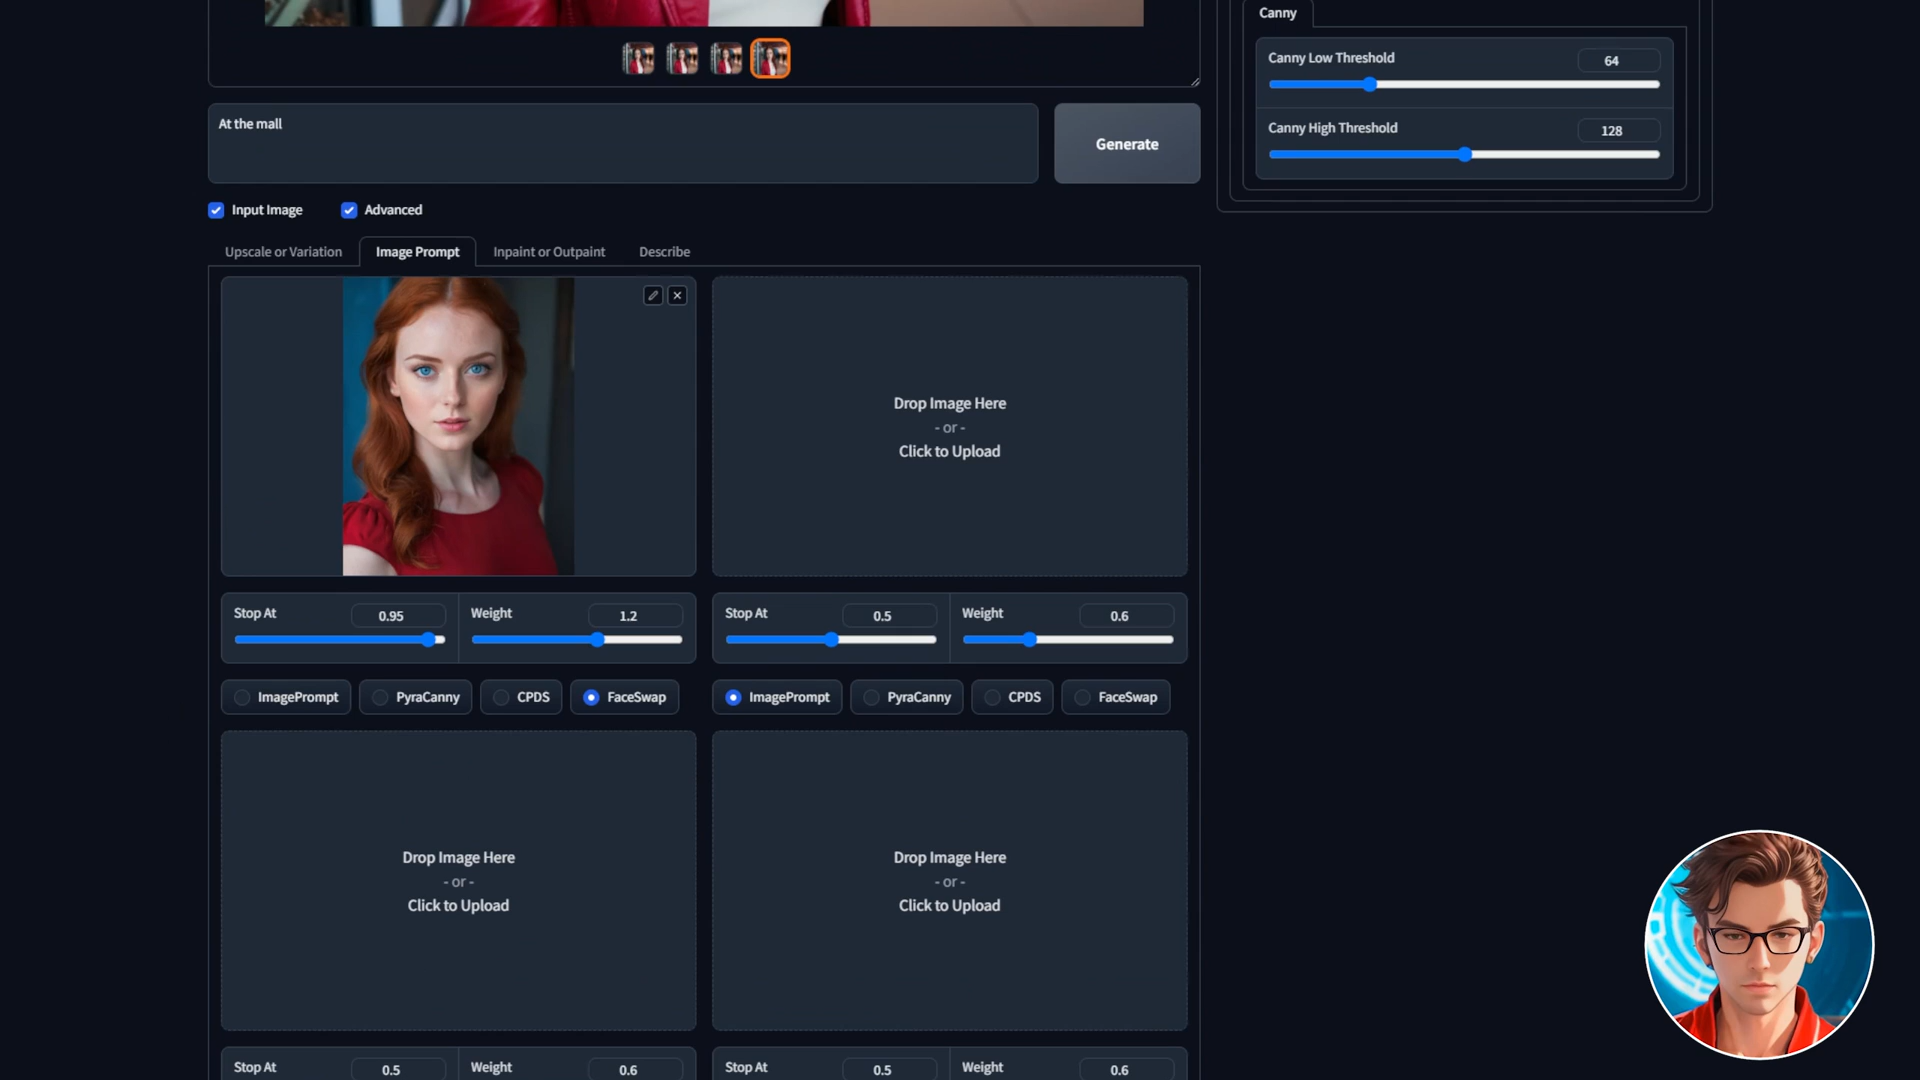 Canny
Canny Low Threshold
64
Canny High Threshold
128
At the mall
Generate
Input Image
Advanced
Upscale or Variation
Image Prompt
Inpaint or Outpaint
Describe
Drop Image Here
- or -
Click to Upload
Stop At
0.95
Weight
1.2
Stop At
0.5
Weight
0.6
ImagePrompt
PyraCanny
CPDS
FaceSwap
ImagePrompt
PyraCanny
CPDS
FaceSwap
Drop Image Here
- or -
Click to Upload
Drop Image Here
- or -
Click to Upload
Stop At
0.5
Weight
0.6
Stop At
0.5
Weight
0.6